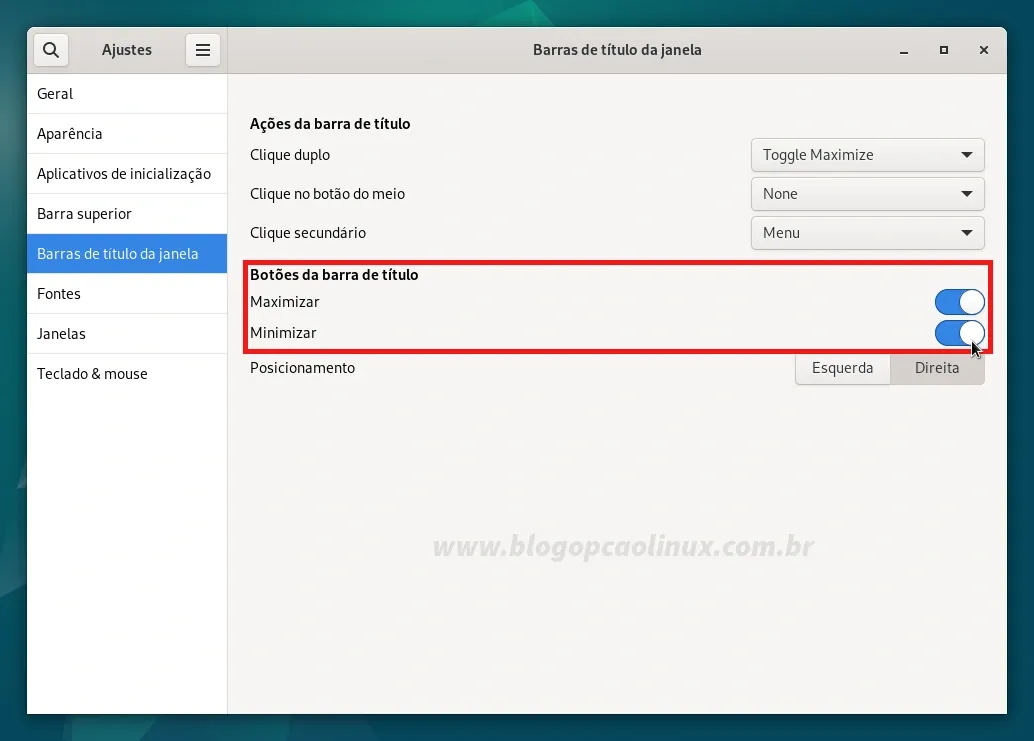 Ajustes
Barras de título da janela
Geral
Aparência
Aplicativos de inicialização
Barra superior
Barras de título da janela
Fontes
Janelas
Teclado & mouse
Ações da barra de título
Clique duplo Toggle Maximize
Clique no botão do meio None
Clique secundário Menu
Botões da barra de título
Maximizar
Minimizar
Posicionamento Esquerda Direita
www.blogopcaolinux.com.br